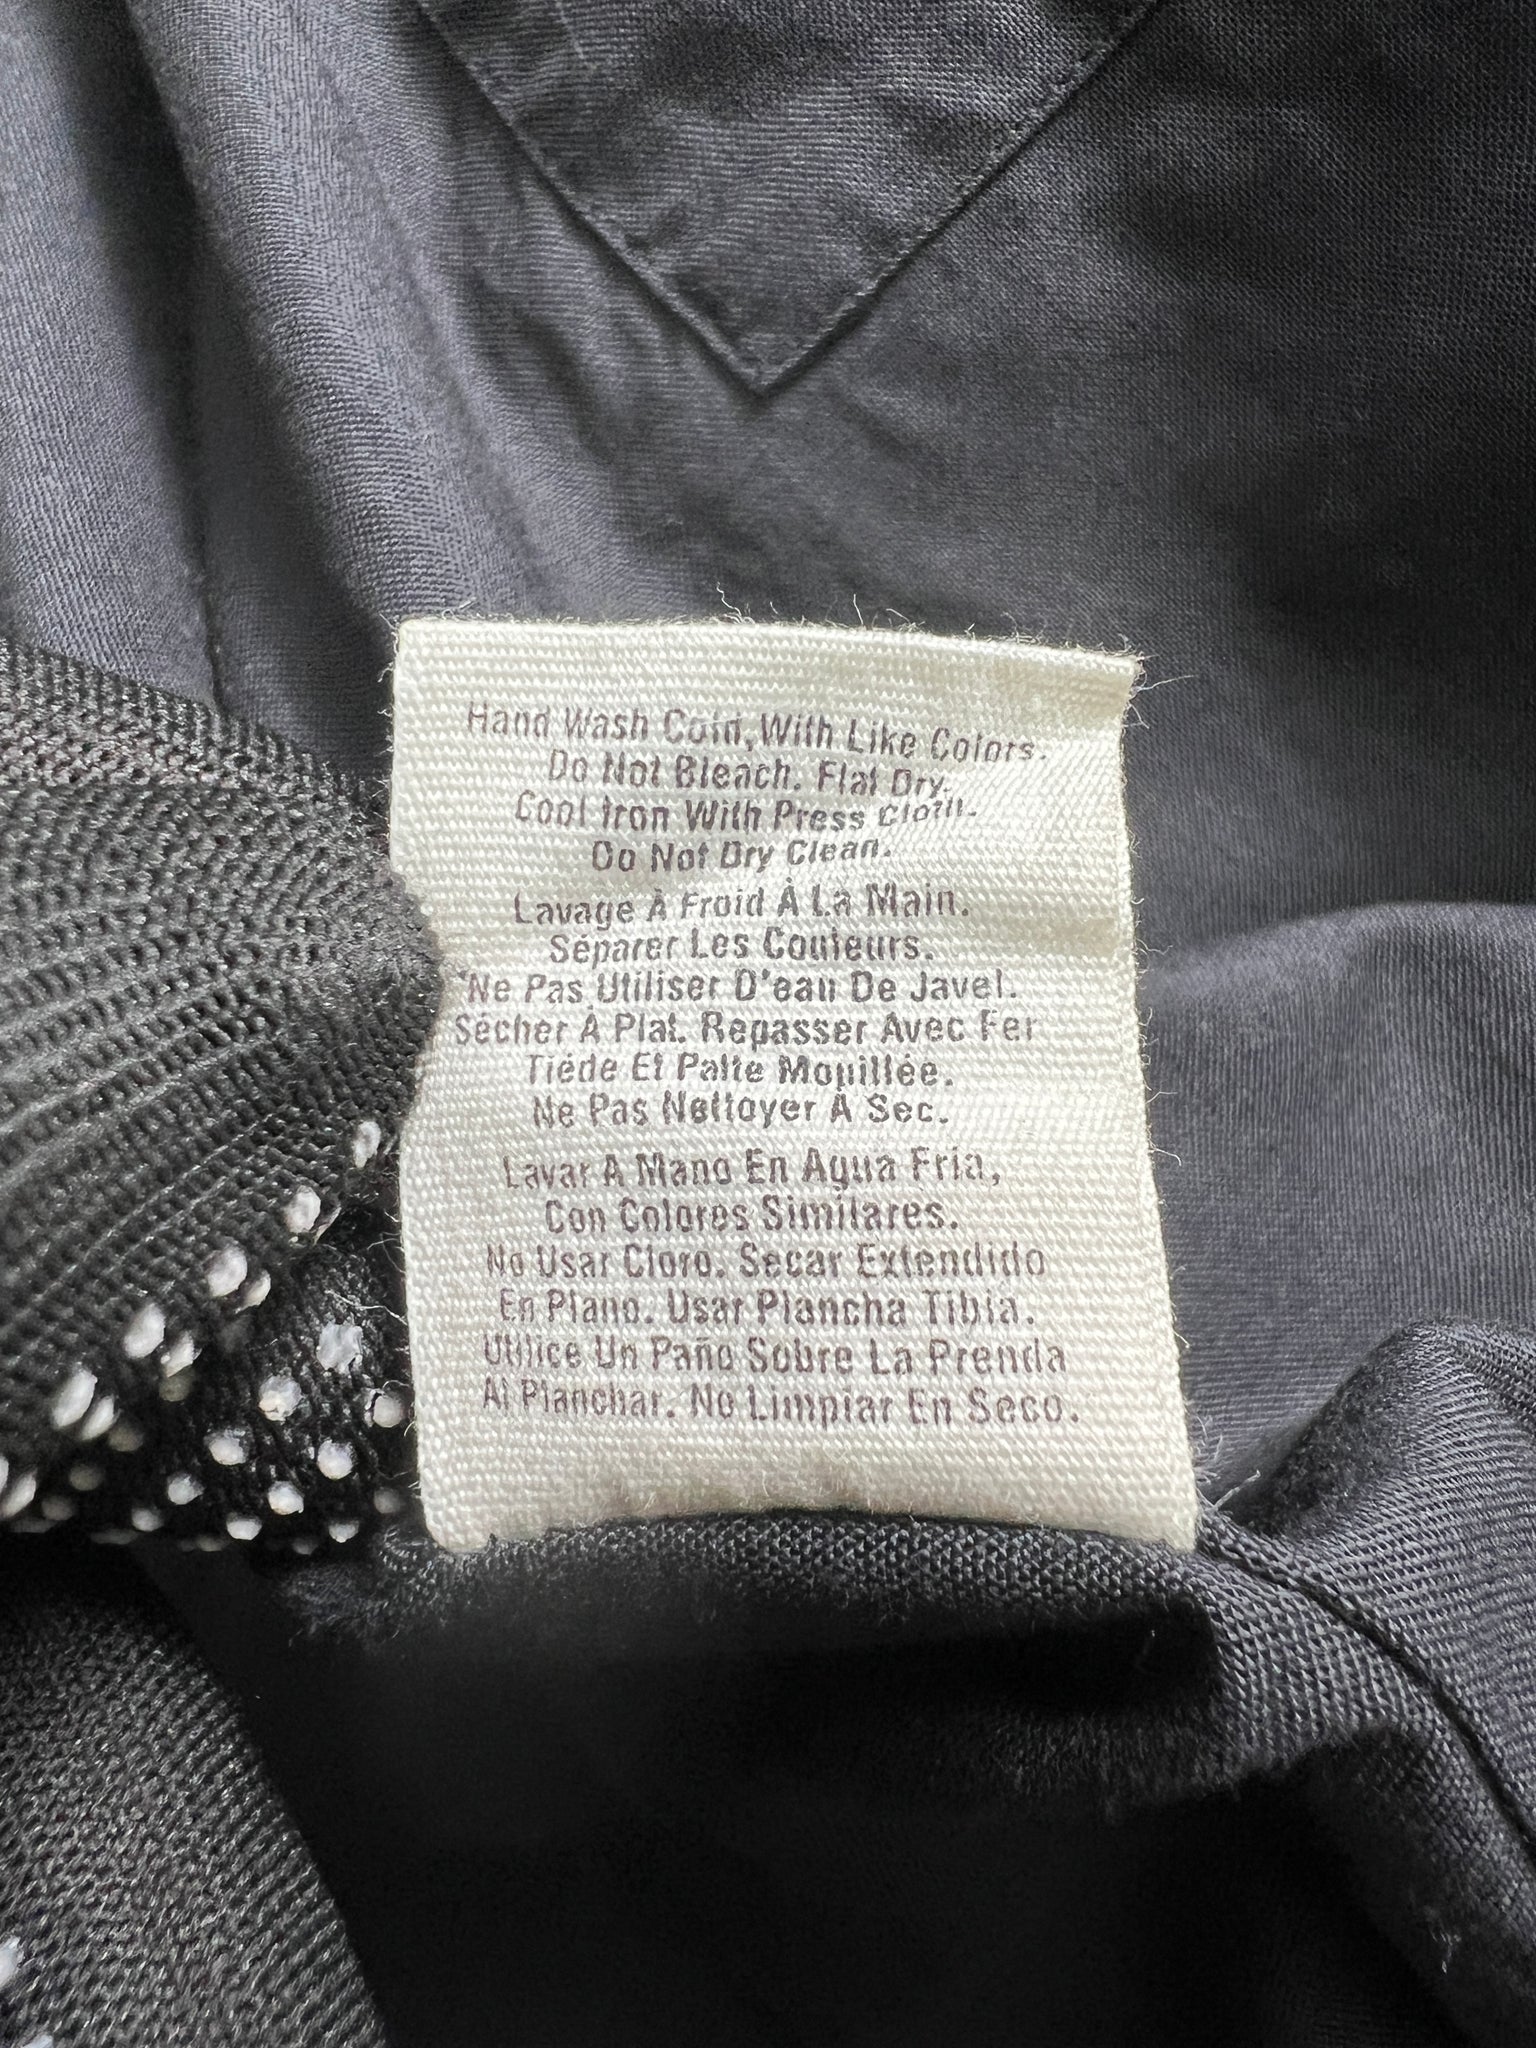 Hand Wash Cold, With Like Colors.
Do Not Bleach. Flat Dry.
Cool Iron With Press Cloth.
Do Not Dry Clean.
Lavage À Froid À La Main.
Séparer Les Couleurs.
Ne Pas Utiliser D'eau De Javel.
Sécher À Plat. Repasser Avec Fer
Tiède Et Patte Mouillée.
Ne Pas Nettoyer À Sec.
Lavar A Mano En Agua Fria,
Con Colores Similares.
No Usar Cloro. Secar Extendido
En Plano. Usar Plancha Tibia.
Utilice Un Paño Sobre La Prenda
Al Planchar. No Limpiar En Seco.